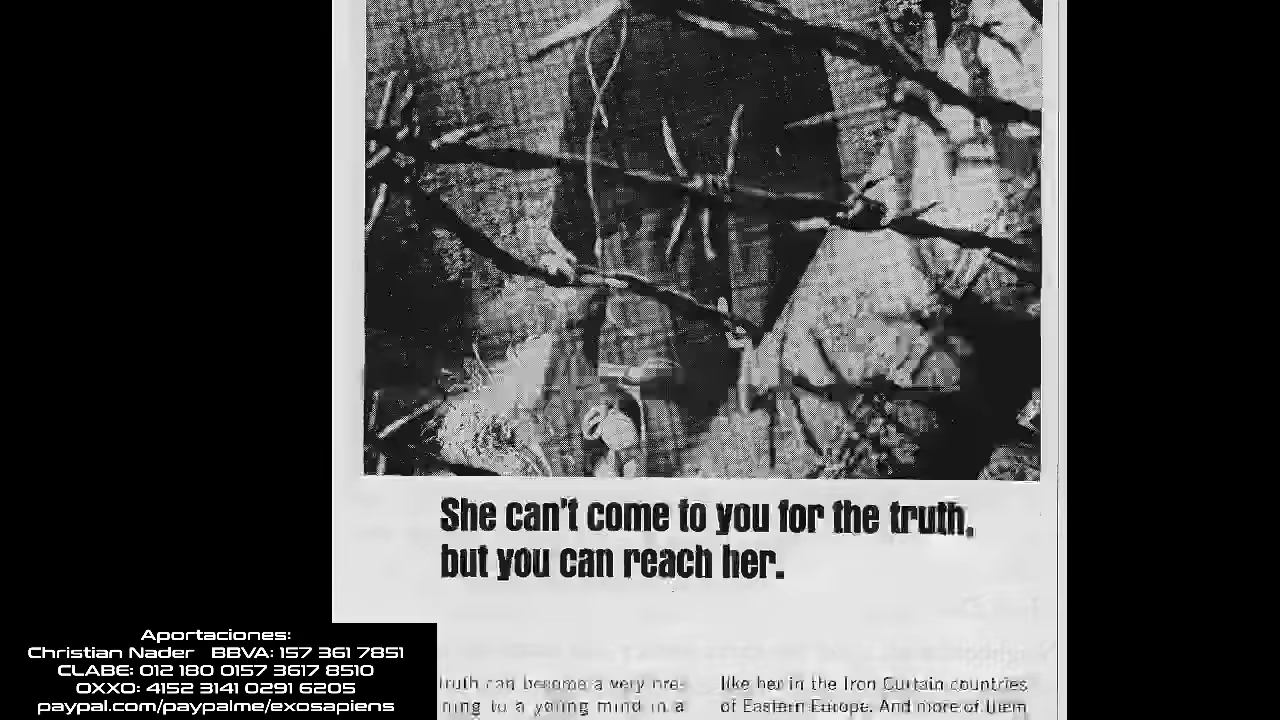 She can't come to you for the truth,
but you can reach her.
truth can become a very pre-
ning to a young mind in a
like her in the Iron Curtain countries
of Eastern Europe. And more of them
Aportaciones:
Christian Nader BBVA: 157 361 7851
CLABE: 012 180 0157 3617 8510
OXXO: 4152 3141 0291 6205
paypal.com/paypalme/exosapiens